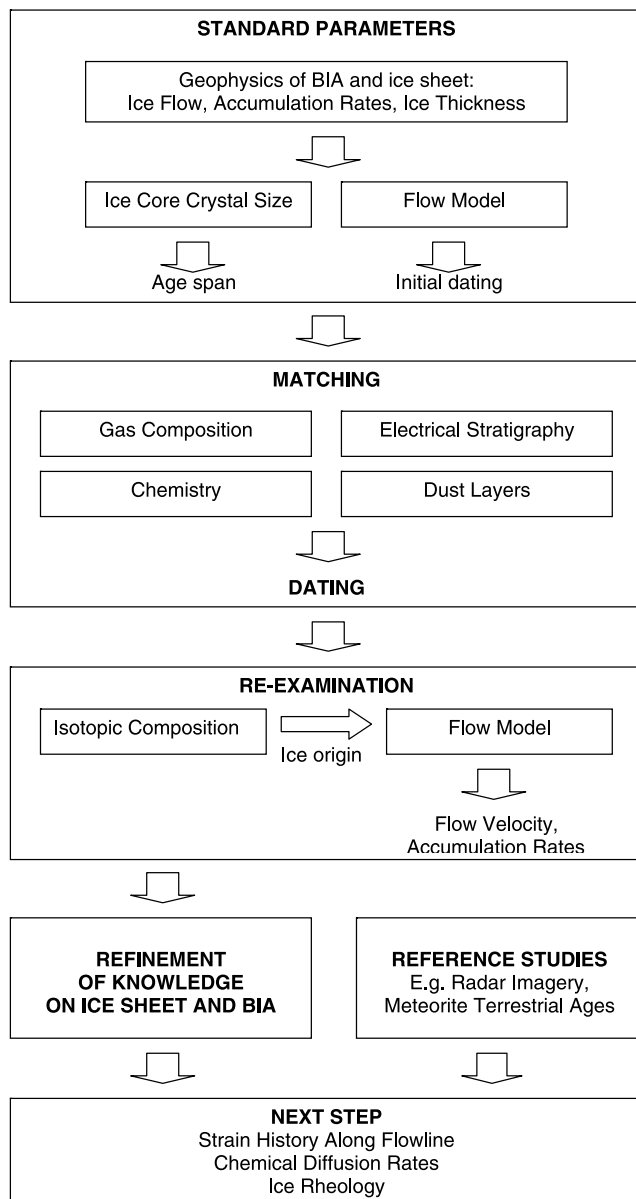 STANDARD PARAMETERS
Geophysics of BIA and ice sheet:
Ice Flow, Accumulation Rates, Ice Thickness
Ice Core Crystal Size
Flow Model
Age span
Initial dating
MATCHING
Gas Composition
Electrical Stratigraphy
Chemistry
Dust Layers
DATING
RE-EXAMINATION
Isotopic Composition
Ice origin
Flow Model
Flow Velocity,
Accumulation Rates
REFINEMENT
OF KNOWLEDGE
ON ICE SHEET AND BIA
REFERENCE STUDIES
E.g. Radar Imagery,
Meteorite Terrestrial Ages
NEXT STEP
Strain History Along Flowline
Chemical Diffusion Rates
Ice Rheology